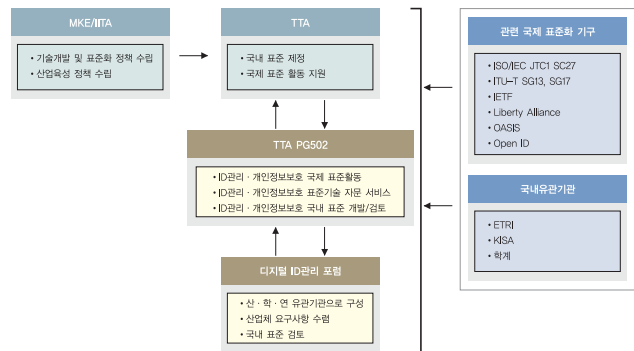 MKE/IITA
• 기술개발 및 표준화 정책 수립
• 산업육성 정책 수립
TTA
• 국내 표준 제정
• 국제 표준 활동 지원
TTA PG502
• ID관리 · 개인정보보호 국제 표준활동
• ID관리 · 개인정보보호 표준기술 자문 서비스
• ID관리 · 개인정보보호 국내 표준 개발/검토
디지털 ID관리 포럼
• 산 · 학 · 연 유관기관으로 구성
• 산업체 요구사항 수렴
• 국내 표준 검토
관련 국제 표준화 기구
• ISO/IEC JTC1 SC27
• ITU-T SG13, SG17
• IETF
• Liberty Alliance
• OASIS
• Open ID
국내유관기관
• ETRI
• KISA
• 학계